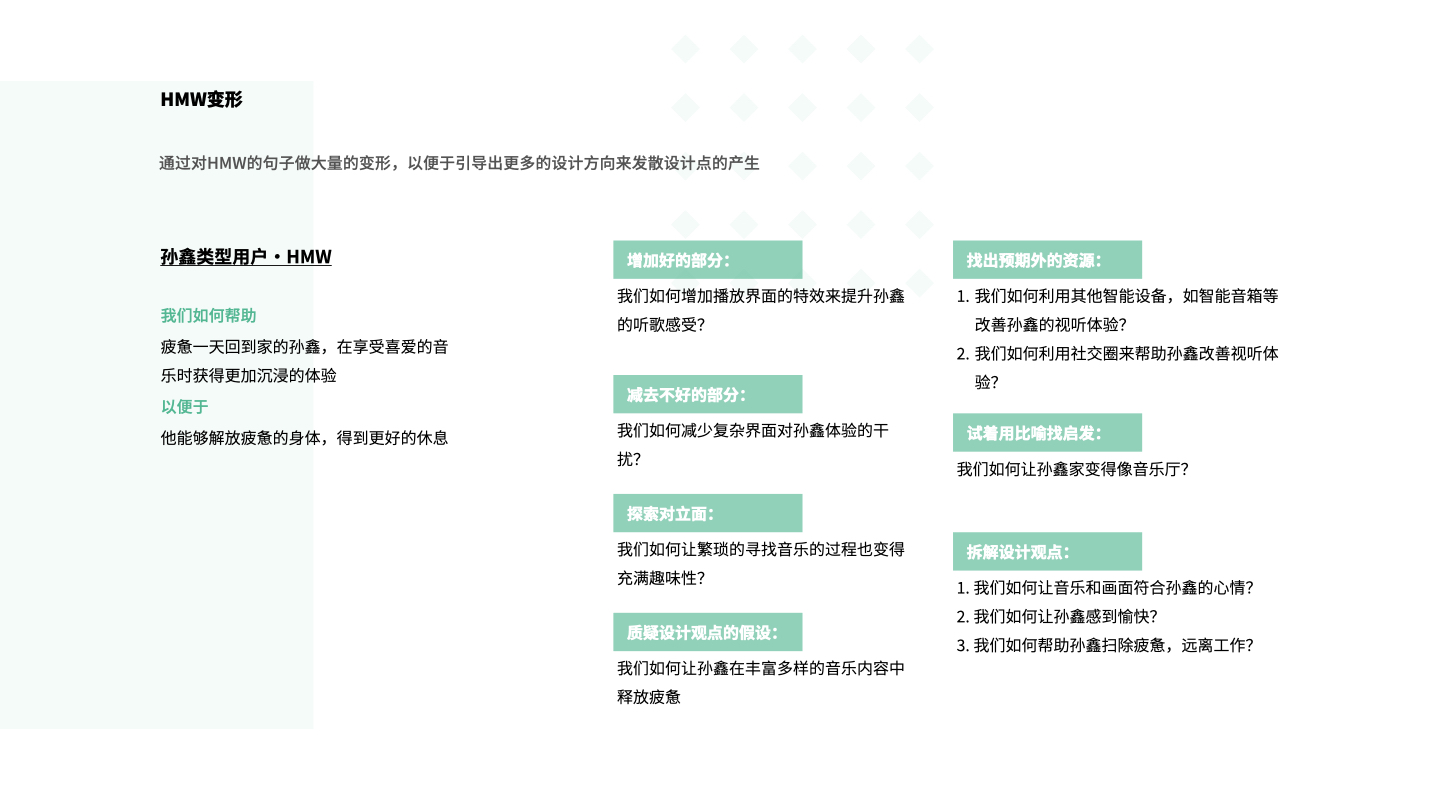 HMW变形
通过对HMW的句子做大量的变形，以便于引导出更多的设计方向来发散设计点的产生
孙鑫类型用户・HMW
我们如何帮助
疲惫一天回到家的孙鑫，在享受喜爱的音
乐时获得更加沉浸的体验
以便于
他能够解放疲惫的身体，得到更好的休息
增加好的部分：
我们如何增加播放界面的特效来提升孙鑫
的听歌感受？
减去不好的部分：
我们如何减少复杂界面对孙鑫体验的干
扰？
探索对立面：
我们如何让繁琐的寻找音乐的过程也变得
充满趣味性？
质疑设计观点的假设：
我们如何让孙鑫在丰富多样的音乐内容中
释放疲惫
找出预期外的资源：
1. 我们如何利用其他智能设备，如智能音箱等
改善孙鑫的视听体验？
2. 我们如何利用社交圈来帮助孙鑫改善视听体
验？
试着用比喻找启发：
我们如何让孙鑫家变得像音乐厅？
拆解设计观点：
1. 我们如何让音乐和画面符合孙鑫的心情？
2. 我们如何让孙鑫感到愉快？
3. 我们如何帮助孙鑫扫除疲惫，远离工作？